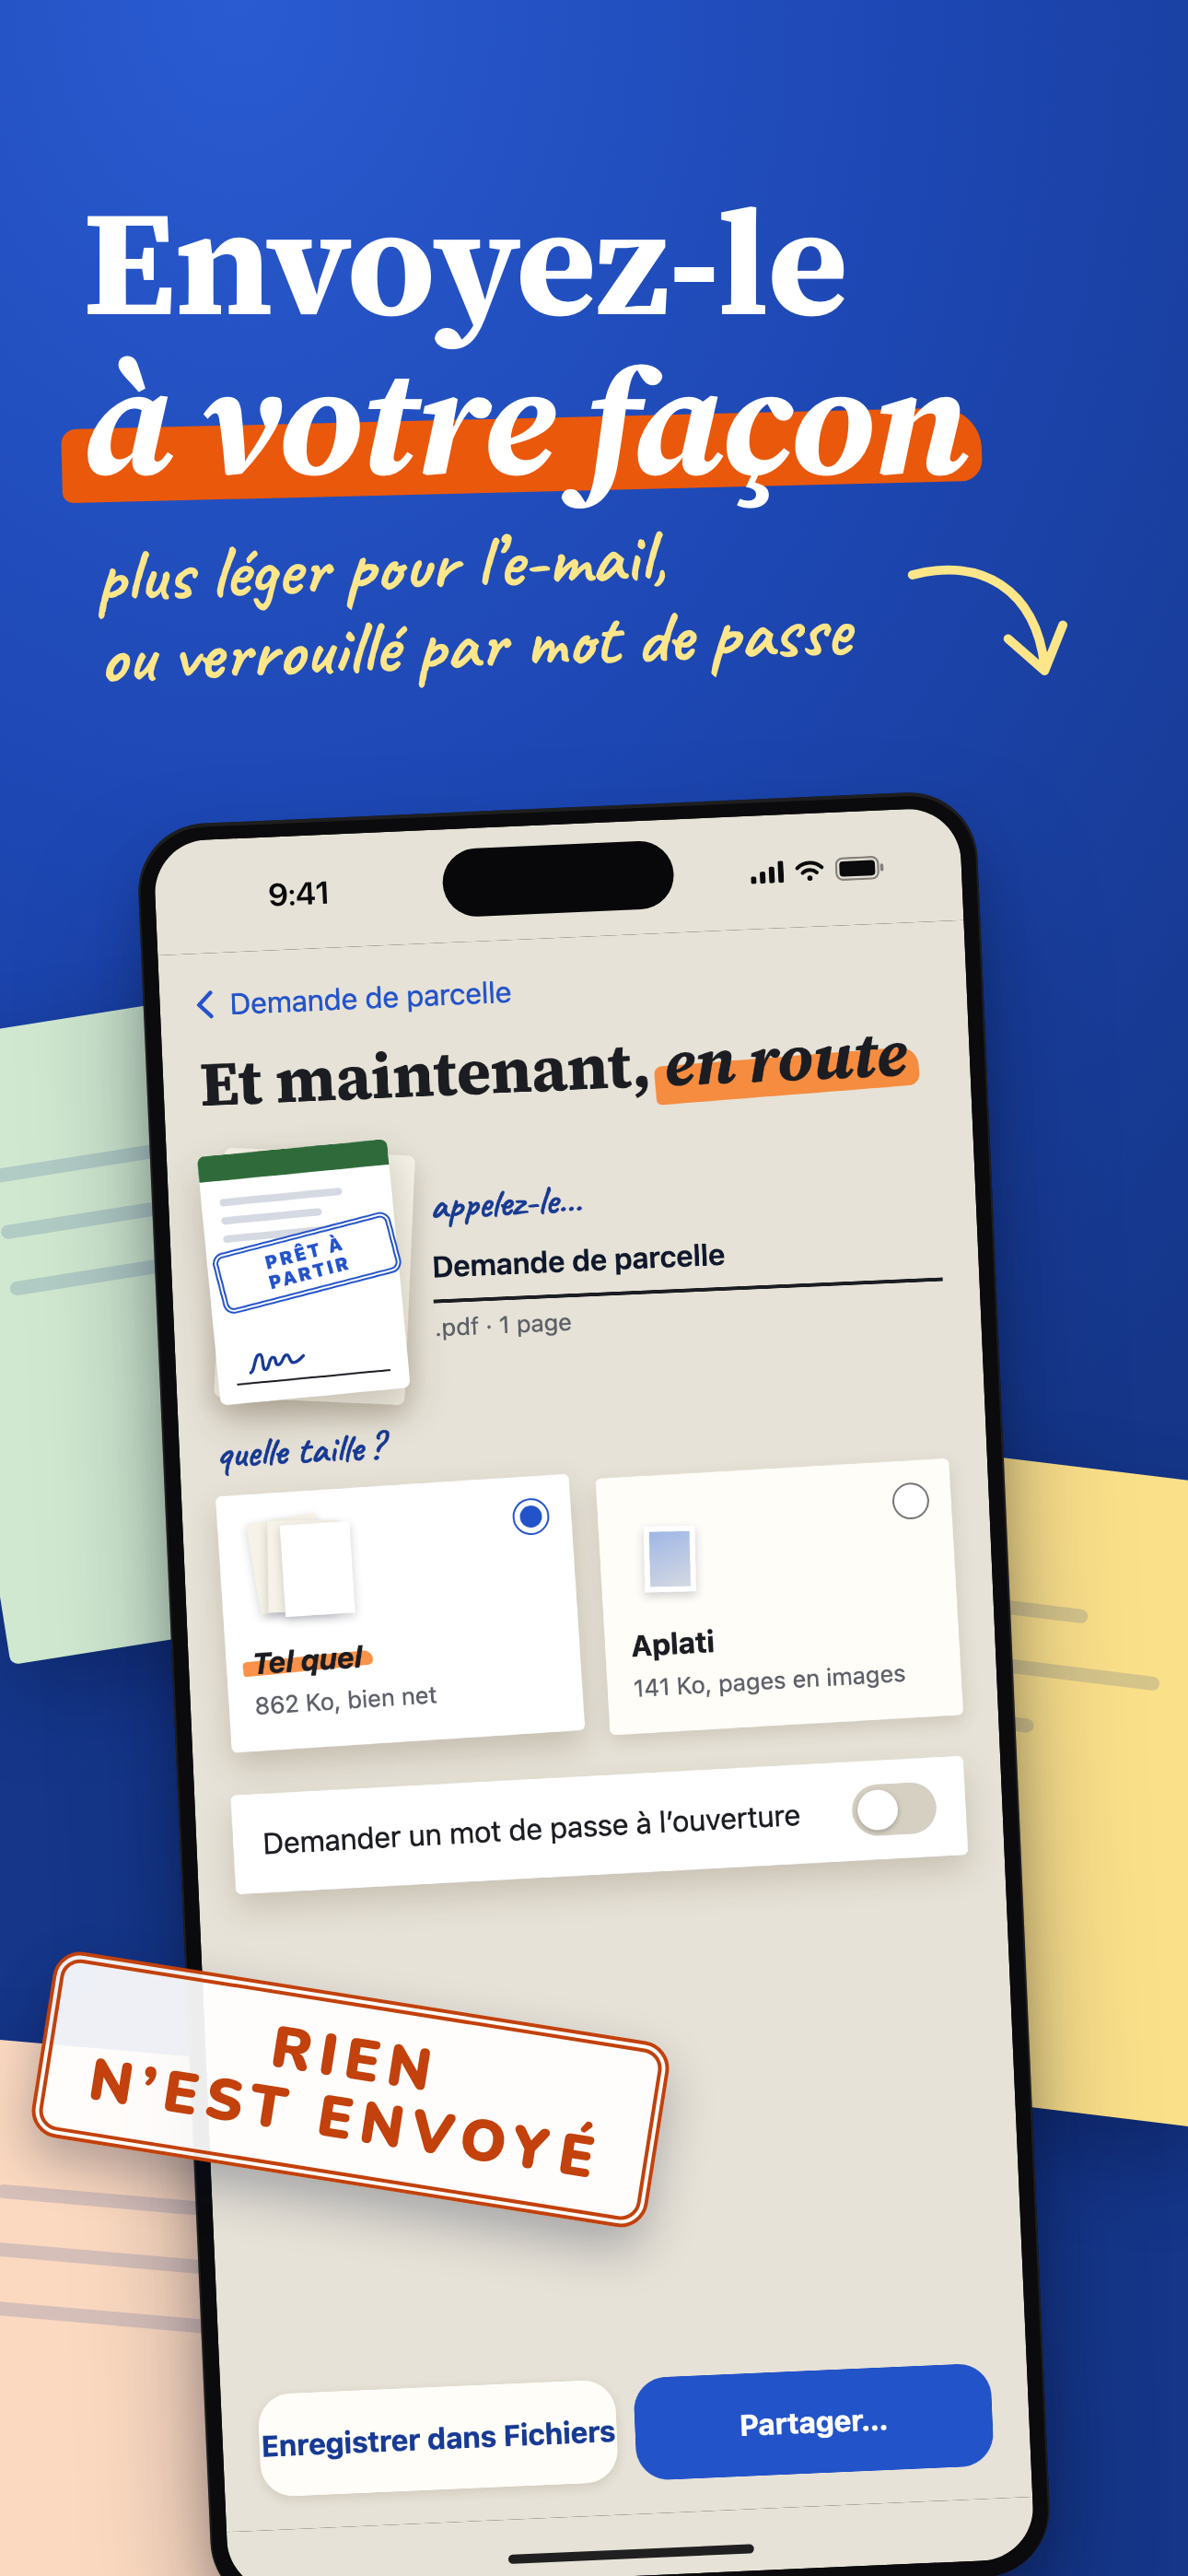 Envoyez-le
à votre façon
plus léger pour l’e-mail,
ou verrouillé par mot de passe
9:41
Demande de parcelle
Et maintenant, en route
PRÊT À
PARTIR
appelez-le…
Demande de parcelle
.pdf · 1 page
quelle taille ?
Tel quel
862 Ko, bien net
Aplati
141 Ko, pages en images
Demander un mot de passe à l’ouverture
RIEN
N’EST ENVOYÉ
Enregistrer dans Fichiers
Partager…